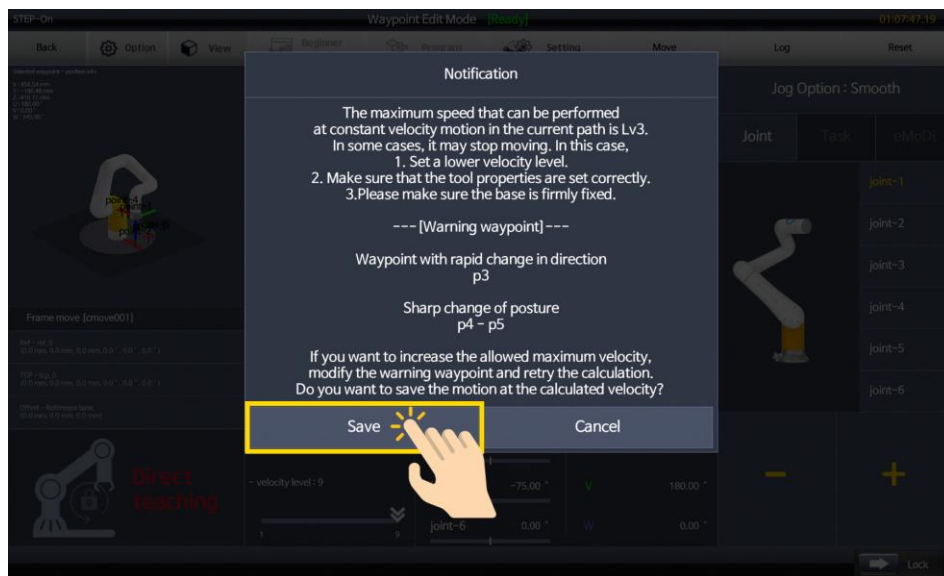 STEP-On
Waypoint Edit Mode [Ready]
01:07:47.19
Back
Option
View
Beginner
Program
Setting
Move
Log
Reset
Selected waypoint - position info
Notification
The maximum speed that can be performed
at constant velocity motion in the current path is Lv3.
In some cases, it may stop moving. In this case,
1. Set a lower velocity level.
2. Make sure that the tool properties are set correctly.
3.Please make sure the base is firmly fixed.
---[Warning waypoint]---
Waypoint with rapid change in direction
p3
Sharp change of posture
p4 - p5
If you want to increase the allowed maximum velocity,
modify the warning waypoint and retry the calculation.
Do you want to save the motion at the calculated velocity?
Save
Cancel
Jog Option : Smooth
Joint
Task
eMoDi
joint-1
joint-2
joint-3
joint-4
joint-5
joint-6
Frame move [cmove001]
Direct
teaching
- velocity level : 9
9
-75.00 °
V
180.00 °
joint-6
0.00 °
W
0.00 °
-
+
Lock